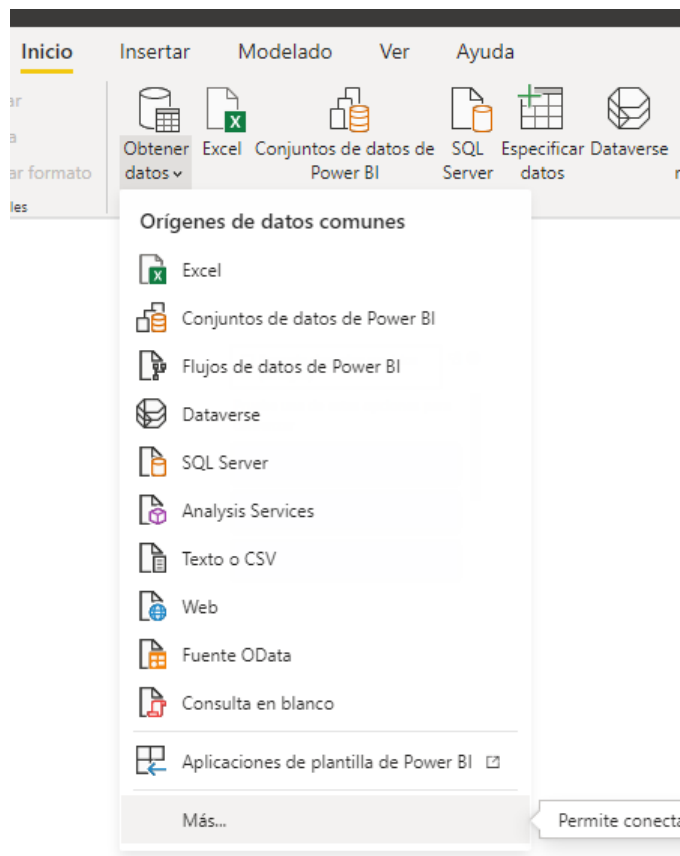 Inicio Insertar Modelado Ver Ayuda
ar formato
Obtener datos
Excel
Conjuntos de datos de Power BI
SQL Server
Especificar datos
Dataverse
Orígenes de datos comunes
Excel
Conjuntos de datos de Power BI
Flujos de datos de Power BI
Dataverse
SQL Server
Analysis Services
Texto o CSV
Web
Fuente OData
Consulta en blanco
Aplicaciones de plantilla de Power BI
Más...
Permite conecta